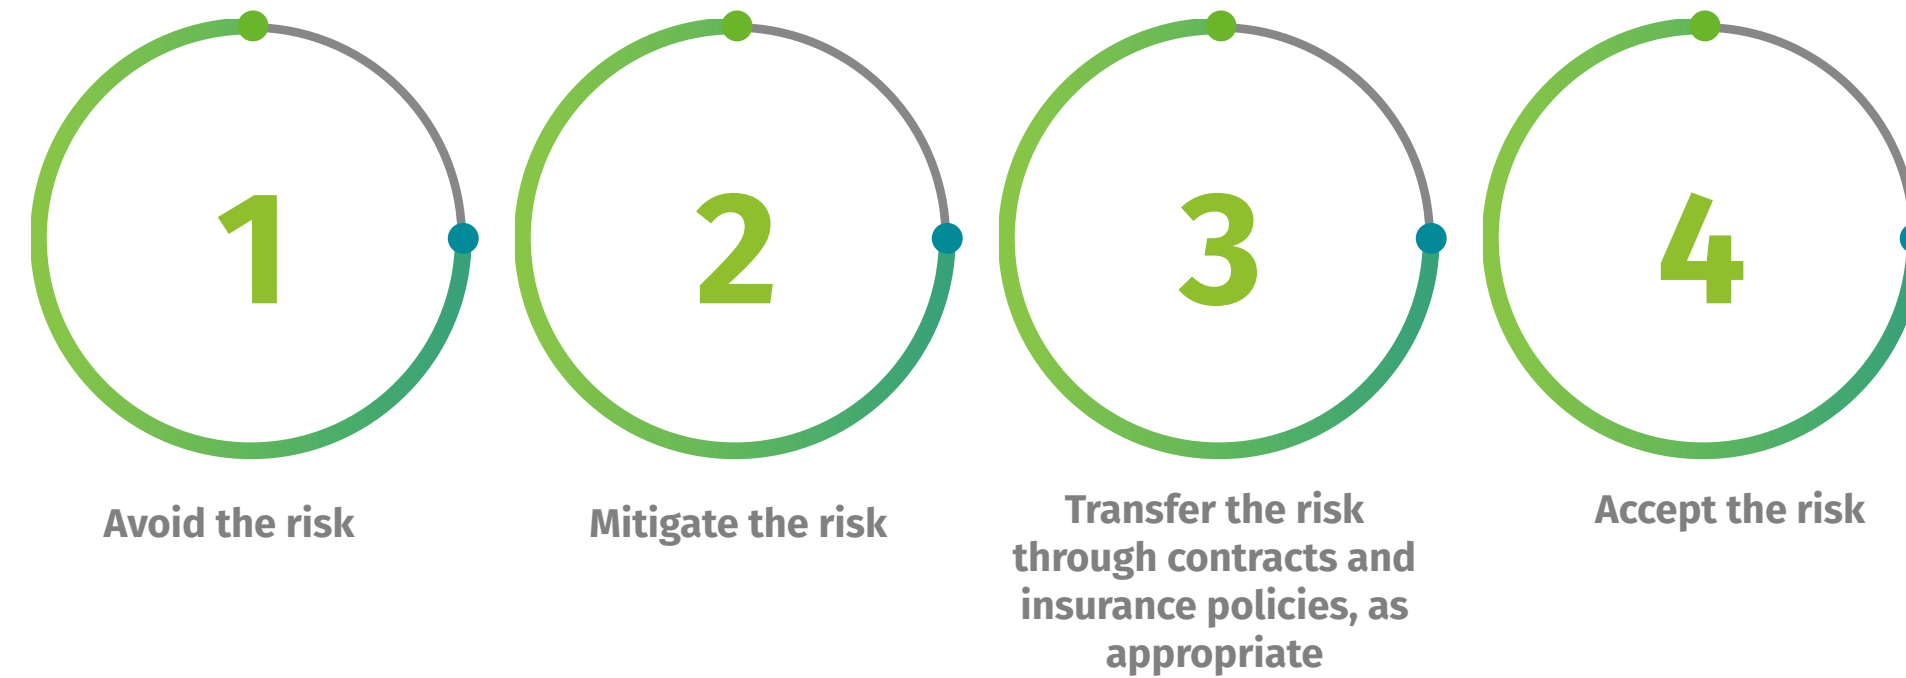 1
Avoid the risk
2
Mitigate the risk
3
Transfer the risk
through contracts and
insurance policies, as
appropriate
4
Accept the risk